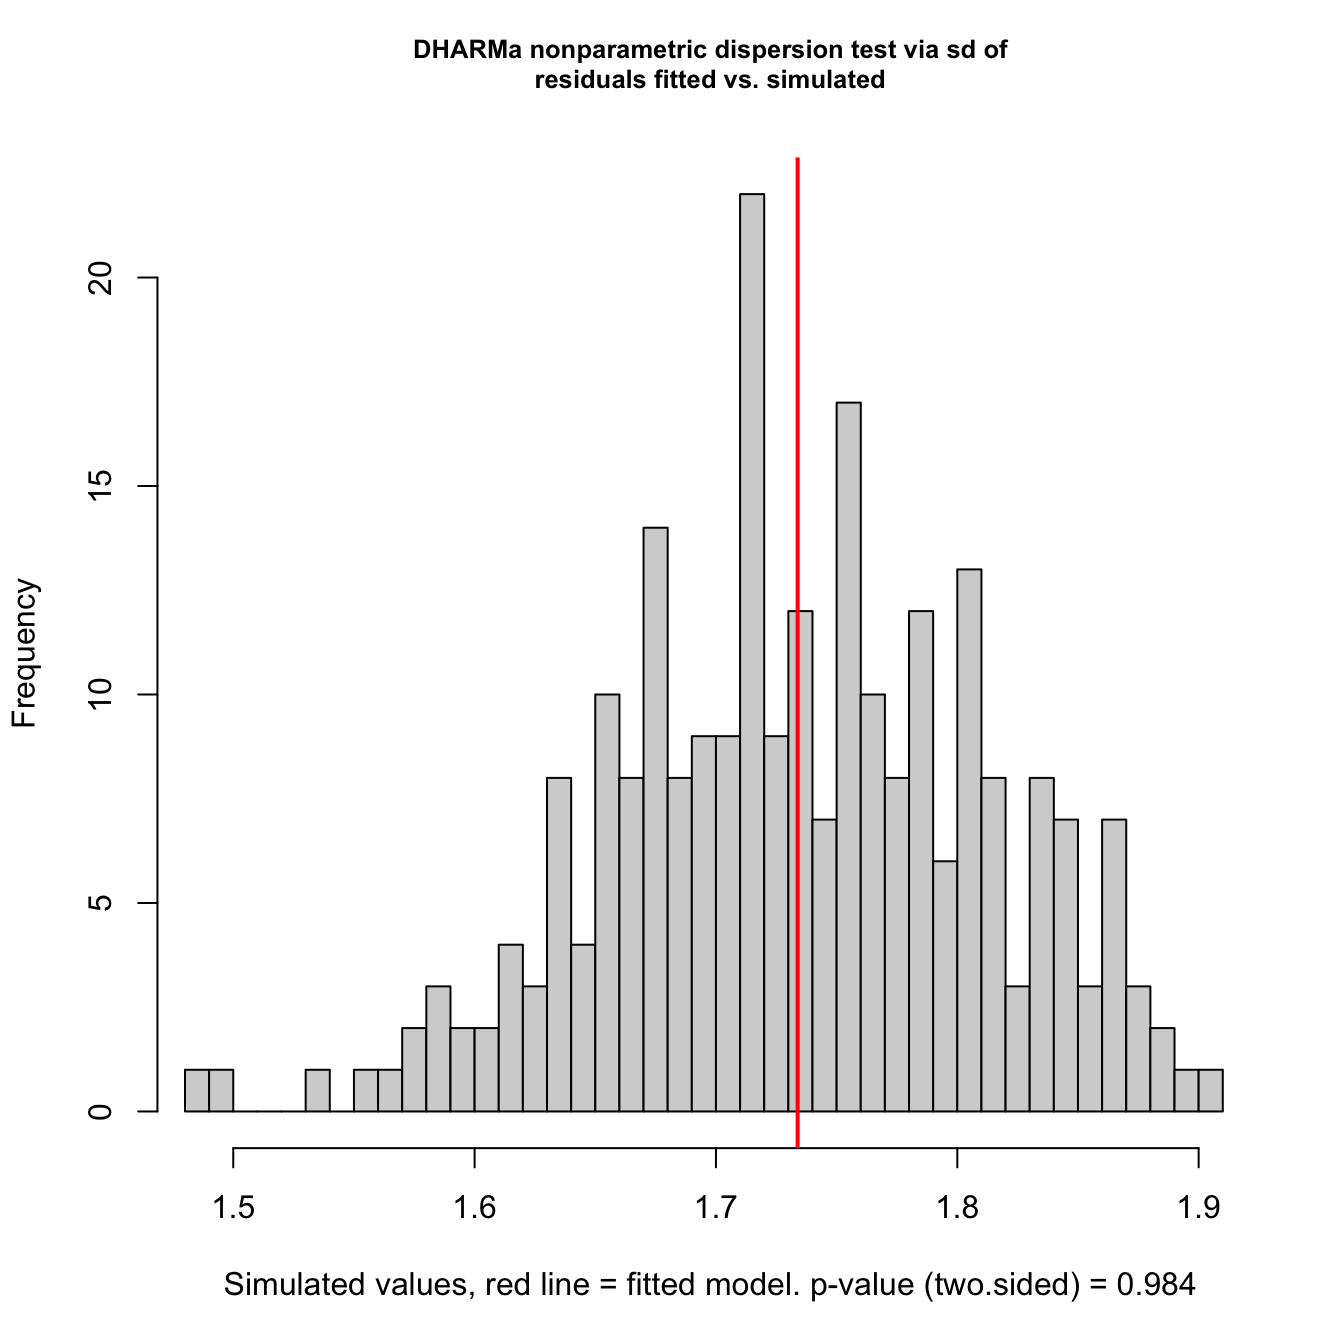 DHARMa nonparametric dispersion test via sd of
residuals fitted vs. simulated
Frequency
20
15
10
5
0
1.5 1.6 1.7 1.8 1.9
Simulated values, red line = fitted model. p-value (two.sided) = 0.984